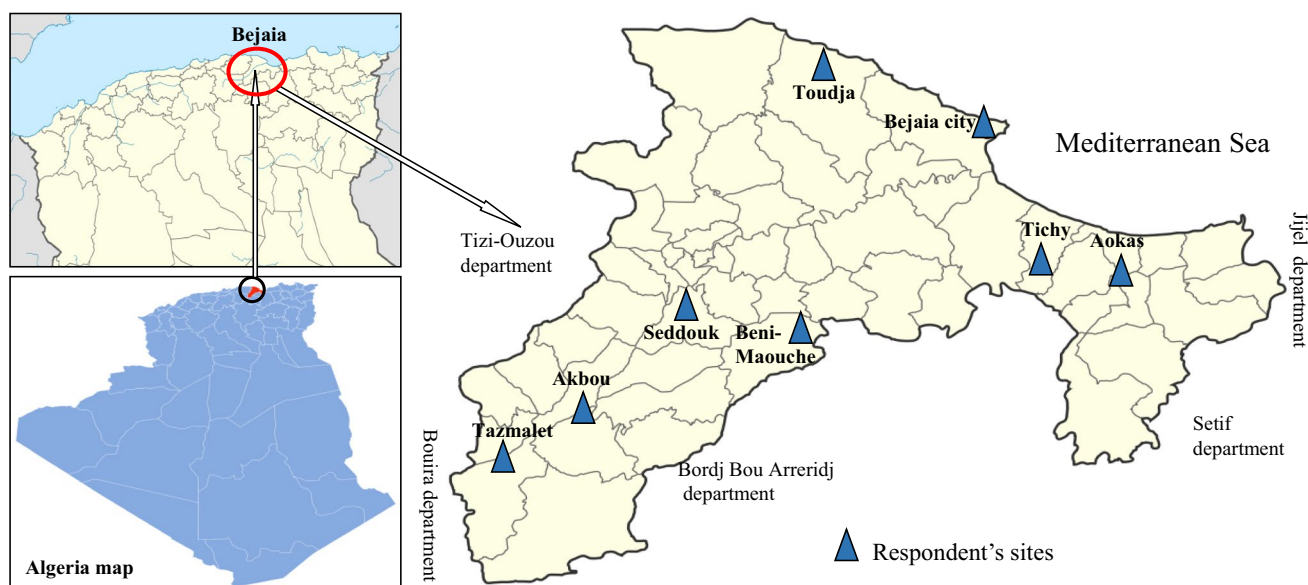 Bejaia
Algeria map
Toudja
Bejaia city
Mediterranean Sea
Tizi-Ouzou
department
Tichy
Aokas
Jijel department
Seddouk
Beni-
Maouche
Akbou
Tazmalet
Bouira department
Bordj Bou Arreridj
department
Setif
department
Respondent's sites